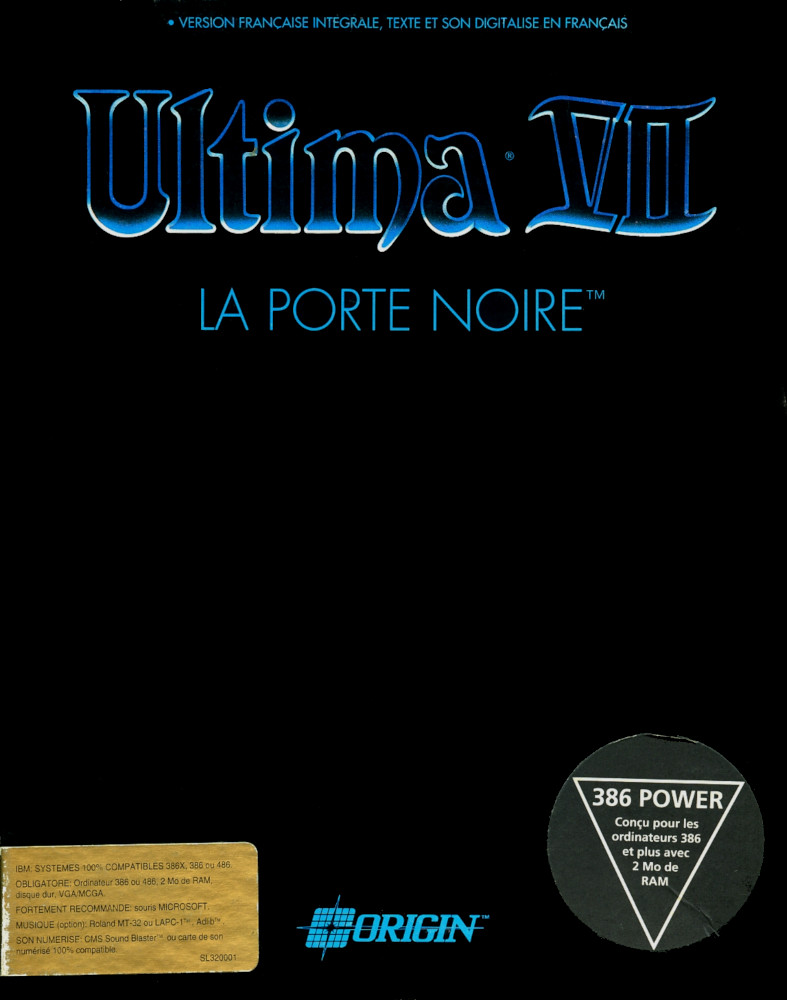 • VERSION FRANÇAISE INTEGRALE, TEXTE ET SON DIGITALISE EN FRANÇAIS
Ultima® VII
LA PORTE NOIRE™
386 POWER
Conçu pour les
ordinateurs 386
et plus avec
2 Mo de
RAM
IBM: SYSTEMES 100% COMPATIBLES 386X, 386 ou 486.
OBLIGATORE: Ordinateur 386 ou 486, 2 Mo de RAM,
disque dur, VGA/MCGA.
FORTEMENT RECOMMANDE: souris MICROSOFT.
MUSIQUE (option): Roland MT-32 ou LAPC-1™, Adlib™.
SON NUMERISE: CMS Sound Blaster™ ou carte de son
numérisé 100% compatible.
SL320001
ORIGIN™